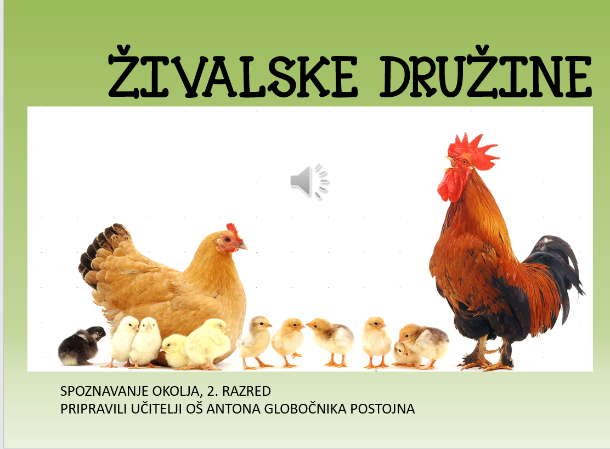 ŽIVALSKE DRUŽINE
SPOZNAVANJE OKOLJA, 2. RAZRED
PRIPRAVILI UČITELJI OŠ ANTONA GLOBOČNIKA POSTOJNA